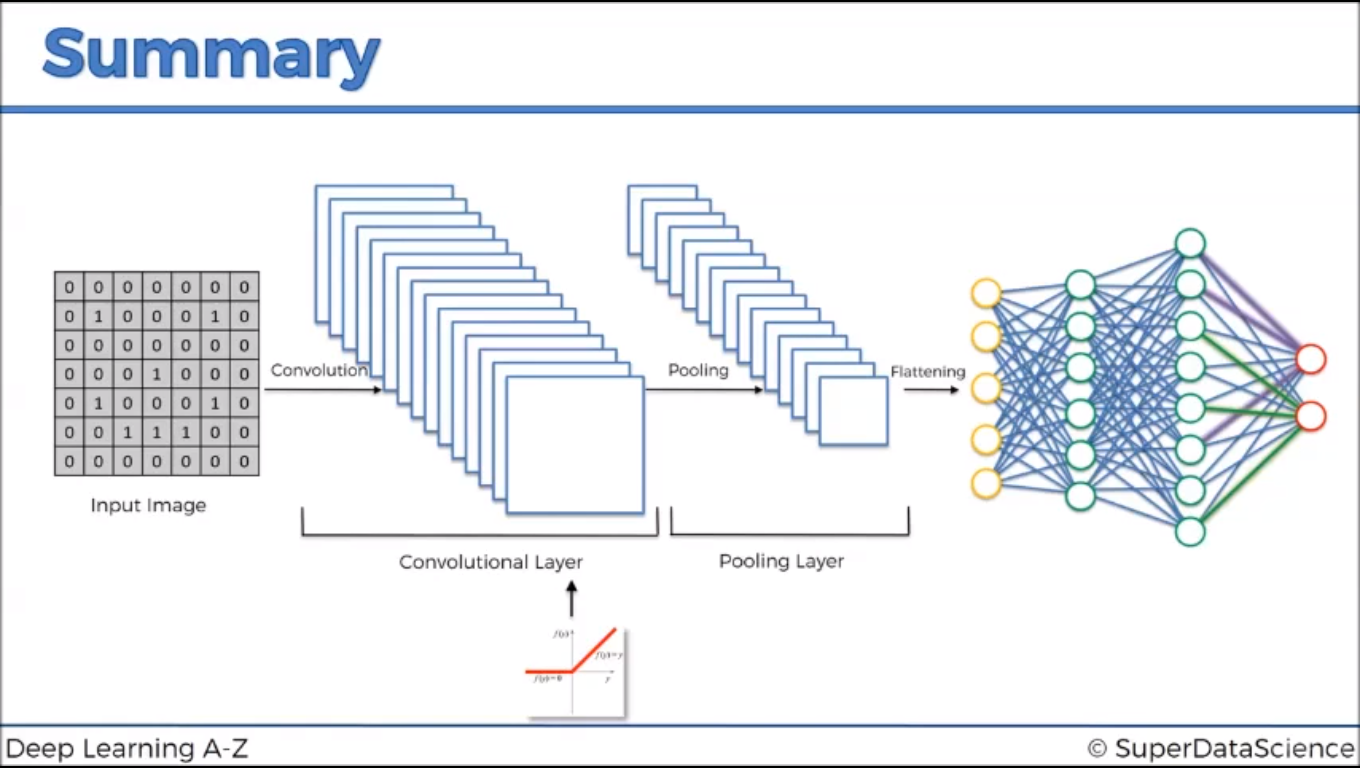 Summary
0 0 0 0 0 0 0
0 1 0 0 0 1 0
0 0 0 0 0 0 0
0 0 0 1 0 0 0
0 1 0 0 0 1 0
0 0 1 1 1 0 0
0 0 0 0 0 0 0
Input Image
Convolution
Pooling
Flattening
Convolutional Layer
Pooling Layer
f(y)
f(y)=y
f(y)=0
y
Deep Learning A-Z
© SuperDataScience